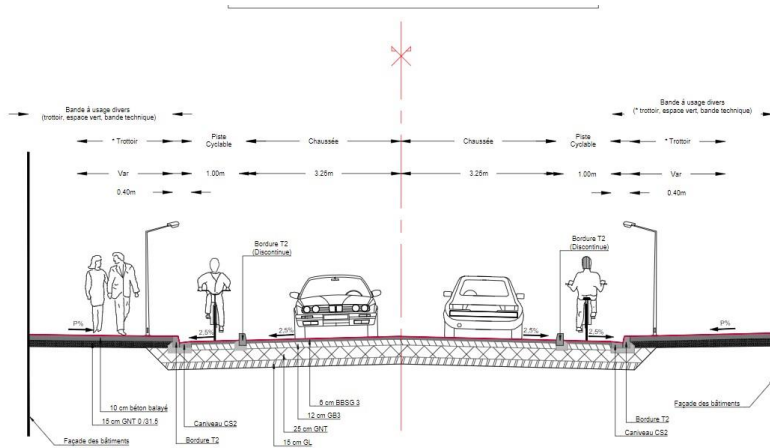 Bande à usage divers
(trottoir, espace vert, bande technique)
Bande à usage divers
(* trottoir, espace vert, bande technique)
* Trottoir
Piste
Cyclable
Chaussée
Chaussée
Piste
Cyclable
* Trottoir
Var
1.00m
3.25m
3.25m
1.00m
Var
0.40m
0.40m
Bordure T2
(Discontinue)
Bordure T2
(Discontinue)
P%
2,5%
2,5%
2,5%
2,5%
P%
10 cm béton balayé
15 cm GNT 0 /31.5
Façade des bâtiments
Caniveau CS2
Bordure T2
6 cm BBSG 3
12 cm GB3
25 cm GNT
15 cm GL
Façade des bâtiments
Bordure T2
Caniveau CS2